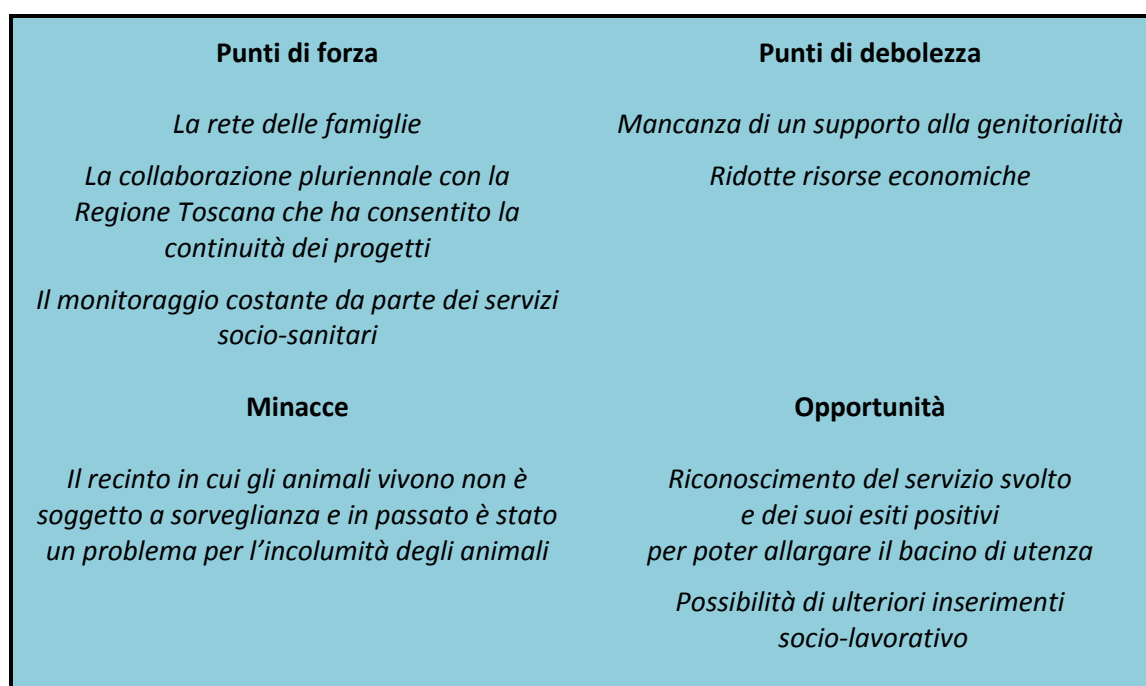 Punti di forza
La rete delle famiglie
La collaborazione pluriennale con la
Regione Toscana che ha consentito la
continuità dei progetti
Il monitoraggio costante da parte dei servizi
socio-sanitari
Punti di debolezza
Mancanza di un supporto alla genitorialità
Ridotte risorse economiche
Minacce
Il recinto in cui gli animali vivono non è
soggetto a sorveglianza e in passato è stato
un problema per l’incolumità degli animali
Opportunità
Riconoscimento del servizio svolto
e dei suoi esiti positivi
per poter allargare il bacino di utenza
Possibilità di ulteriori inserimenti
socio-lavorativo